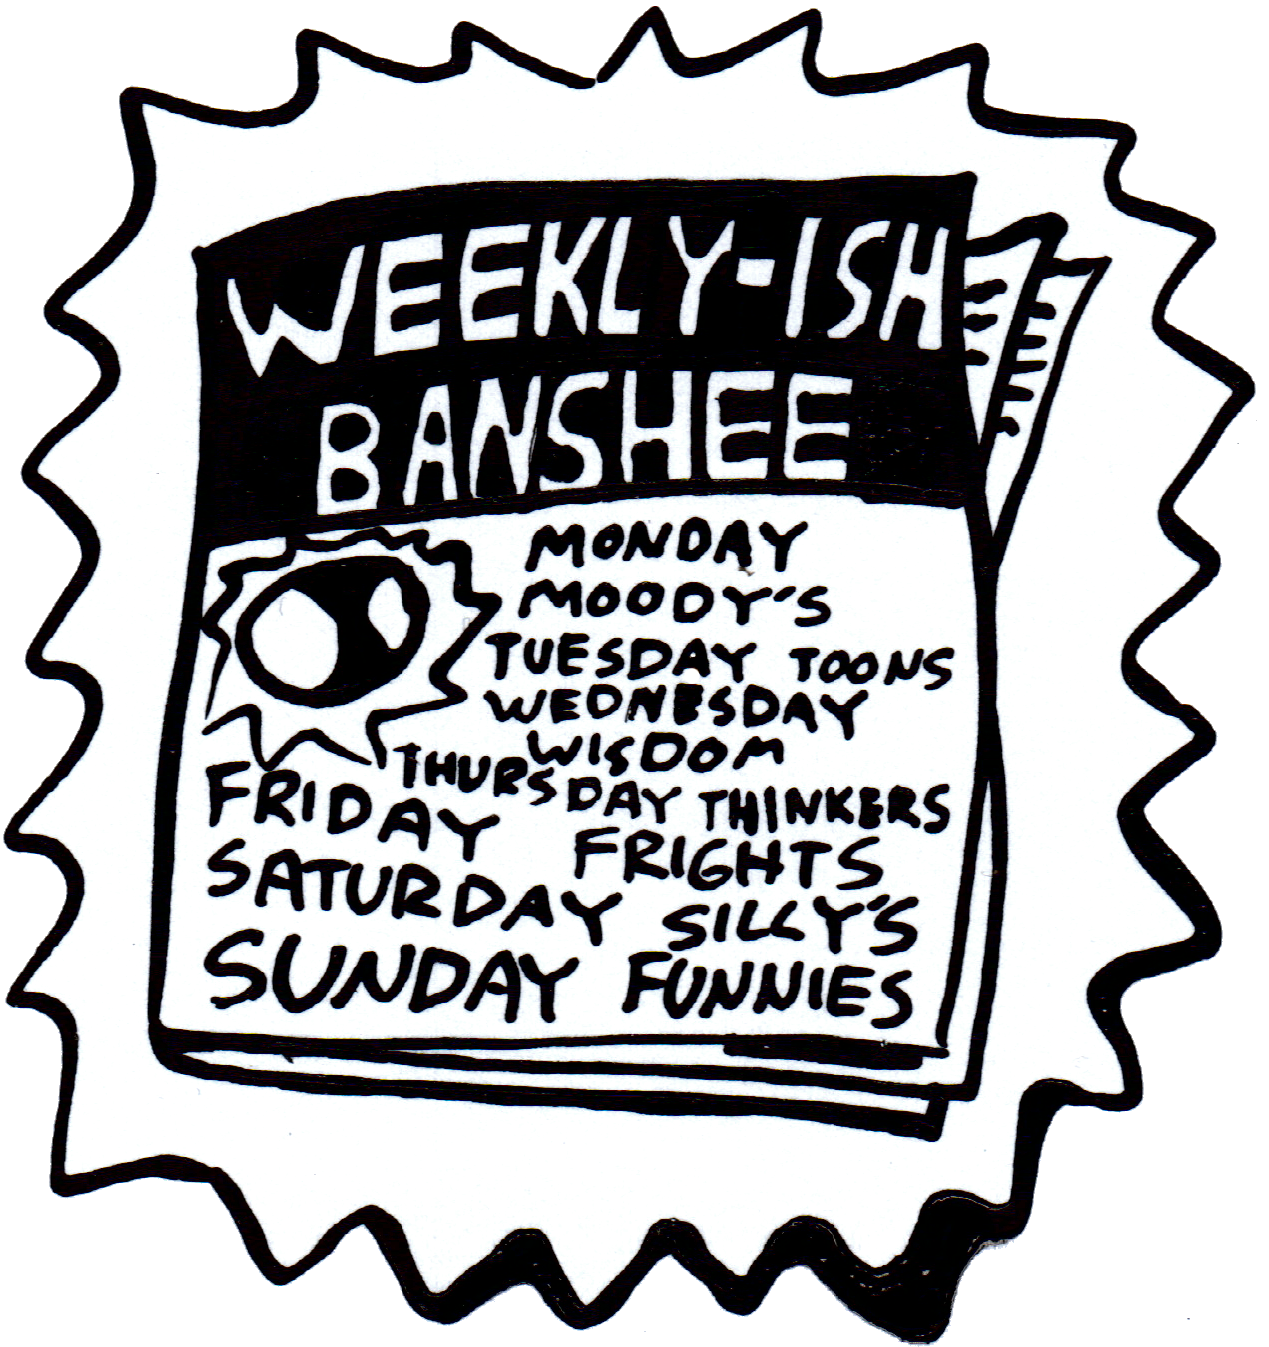 WEEKLY-ISH
BANSHEE
MONDAY
MOODY'S
TUESDAY TOONS
WEDNESDAY
WISDOM
THURSDAY THINKERS
FRIDAY FRIGHTS
SATURDAY SILLY'S
SUNDAY FUNNIES